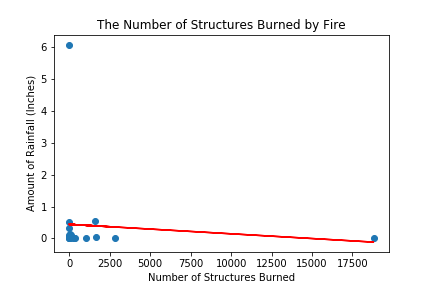 The Number of Structures Burned by Fire
Amount of Rainfall (Inches)
6
5
4
3
2
1
0
0 2500 5000 7500 10000 12500 15000 17500
Number of Structures Burned